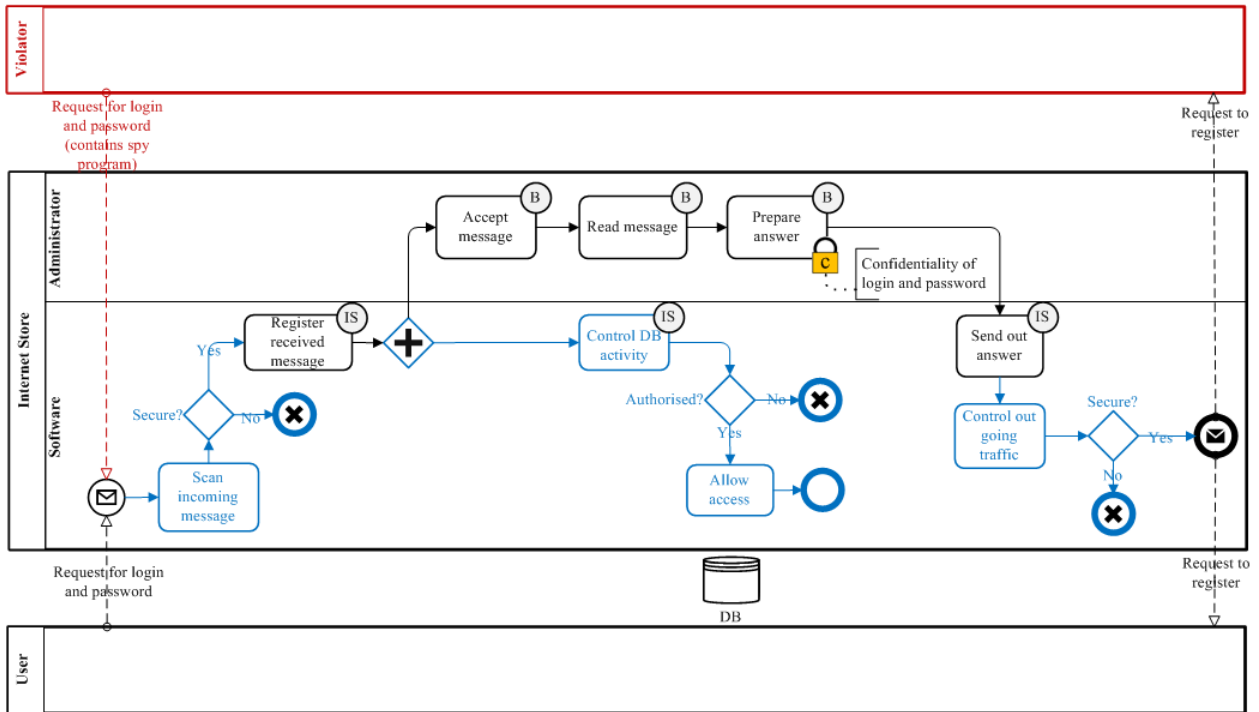 Violator
Request for login
and password
(contains spy
program)
Request to
register
Internet Store
Administrator
Accept
message
B
Read message
B
Prepare
answer
B
C
Confidentiality of
login and password
Software
Register
received
message
IS
Yes
Secure?
No
Scan
incoming
message
Control DB
activity
IS
Authorised?
No
Yes
Allow
access
Send out
answer
IS
Control out
going
traffic
Secure?
Yes
No
Request for login
and password
DB
Request to
register
User